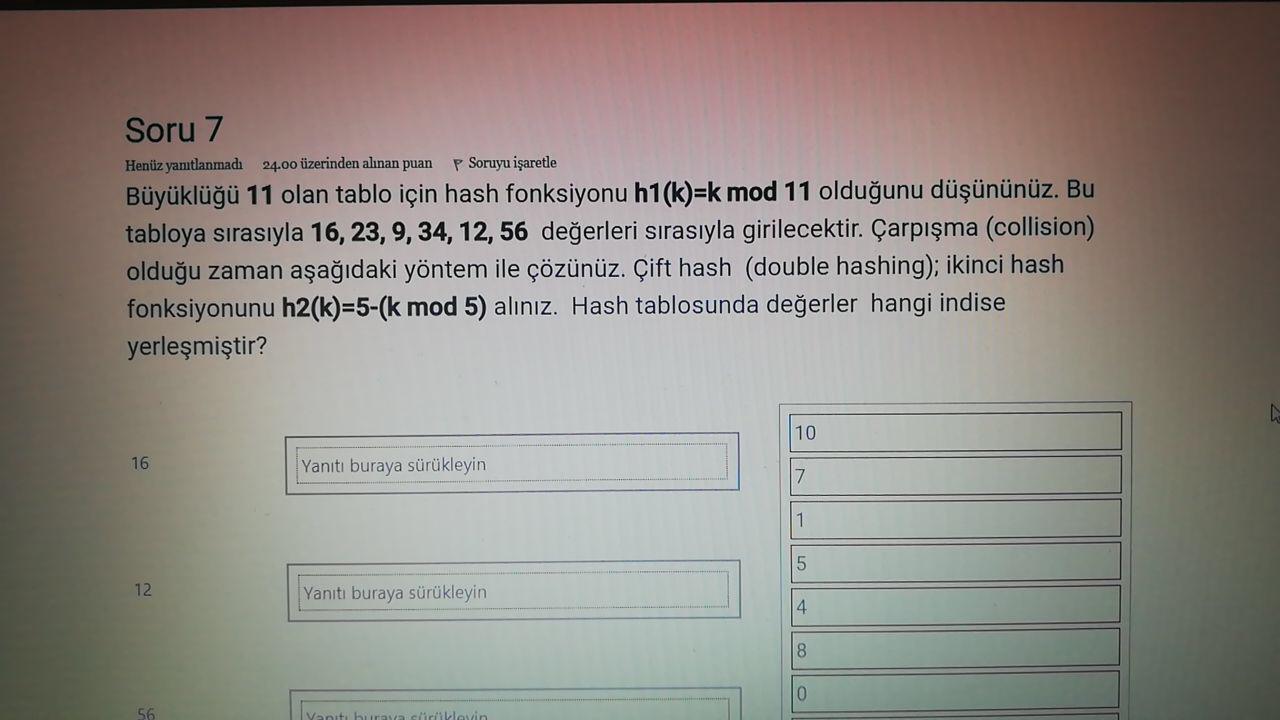 Soru 7
Henüz yanıtlanmadı 24.00 üzerinden alınan puan Soruyu işaretle
Büyüklüğü 11 olan tablo için hash fonksiyonu h1(k)=k mod 11 olduğunu düşününüz. Bu
tabloya sırasıyla 16, 23, 9, 34, 12, 56 değerleri sırasıyla girilecektir. Çarpışma (collision)
olduğu zaman aşağıdaki yöntem ile çözünüz. Çift hash (double hashing); ikinci hash
fonksiyonunu h2(k)=5-(k mod 5) alınız. Hash tablosunda değerler hangi indise
yerleşmiştir?
16 Yanıtı buraya sürükleyin
12 Yanıtı buraya sürükleyin
56 Yanıtı buraya sürükleyin
10
7
1
5
4
8
0